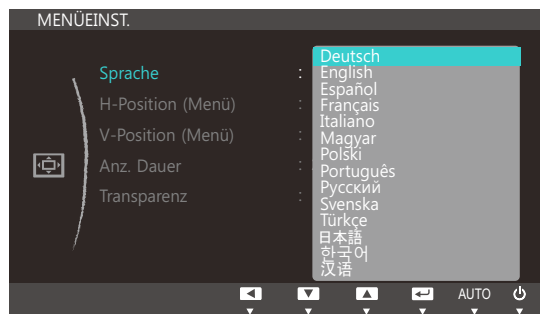 MENÜEINST.
Sprache :
H-Position (Menü) :
V-Position (Menü) :
Anz. Dauer :
Transparenz :
Deutsch
English
Español
Français
Italiano
Magyar
Polski
Português
Русский
Svenska
Türkçe
日本語
한국어
汉语
AUTO